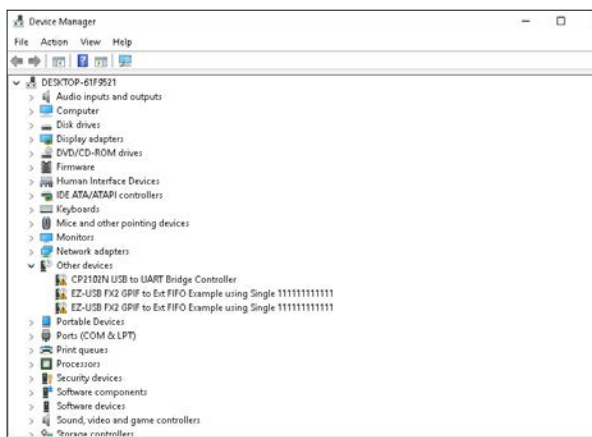 Device Manager
File Action View Help
DESKTOP-61F9521
Audio inputs and outputs
Computer
Disk drives
Display adapters
DVD/CD-ROM drives
Firmware
Human Interface Devices
IDE ATA/ATAPI controllers
Keyboards
Mice and other pointing devices
Monitors
Network adapters
Other devices
CP2102N USB to UART Bridge Controller
EZ-USB FX2 GPIF to Ext FIFO Example using Single 111111111111
EZ-USB FX2 GPIF to Ext FIFO Example using Single 111111111111
Portable Devices
Ports (COM & LPT)
Print queues
Processors
Security devices
Software components
Software devices
Sound, video and game controllers
Storage controllers